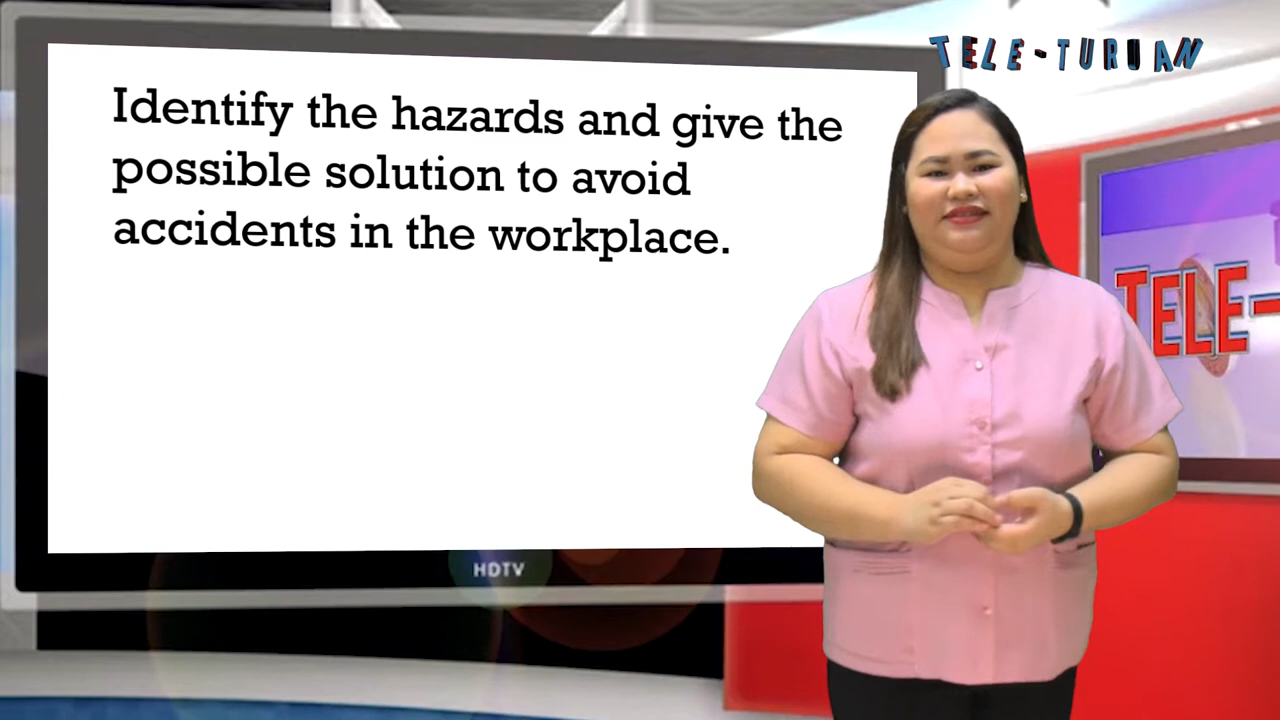 TELE-TURUAN
Identify the hazards and give the
possible solution to avoid
accidents in the workplace.
TELE-
HDTV